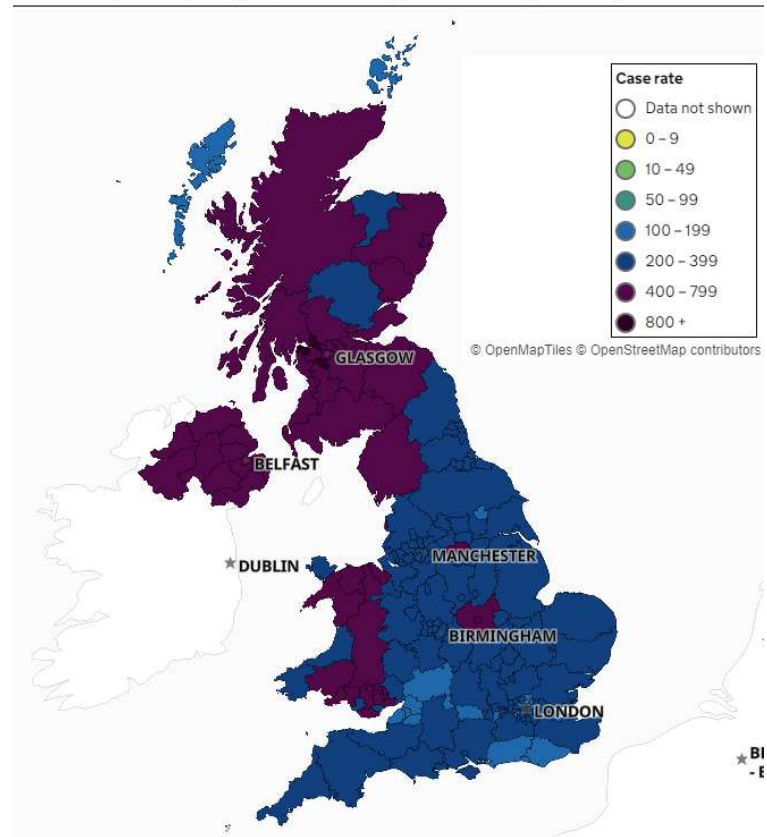 Case rate
Data not shown
0 – 9
10 – 49
50 – 99
100 – 199
200 – 399
400 – 799
800 +
© OpenMapTiles © OpenStreetMap contributors
GLASGOW
BELFAST
DUBLIN
MANCHESTER
BIRMINGHAM
LONDON
- E